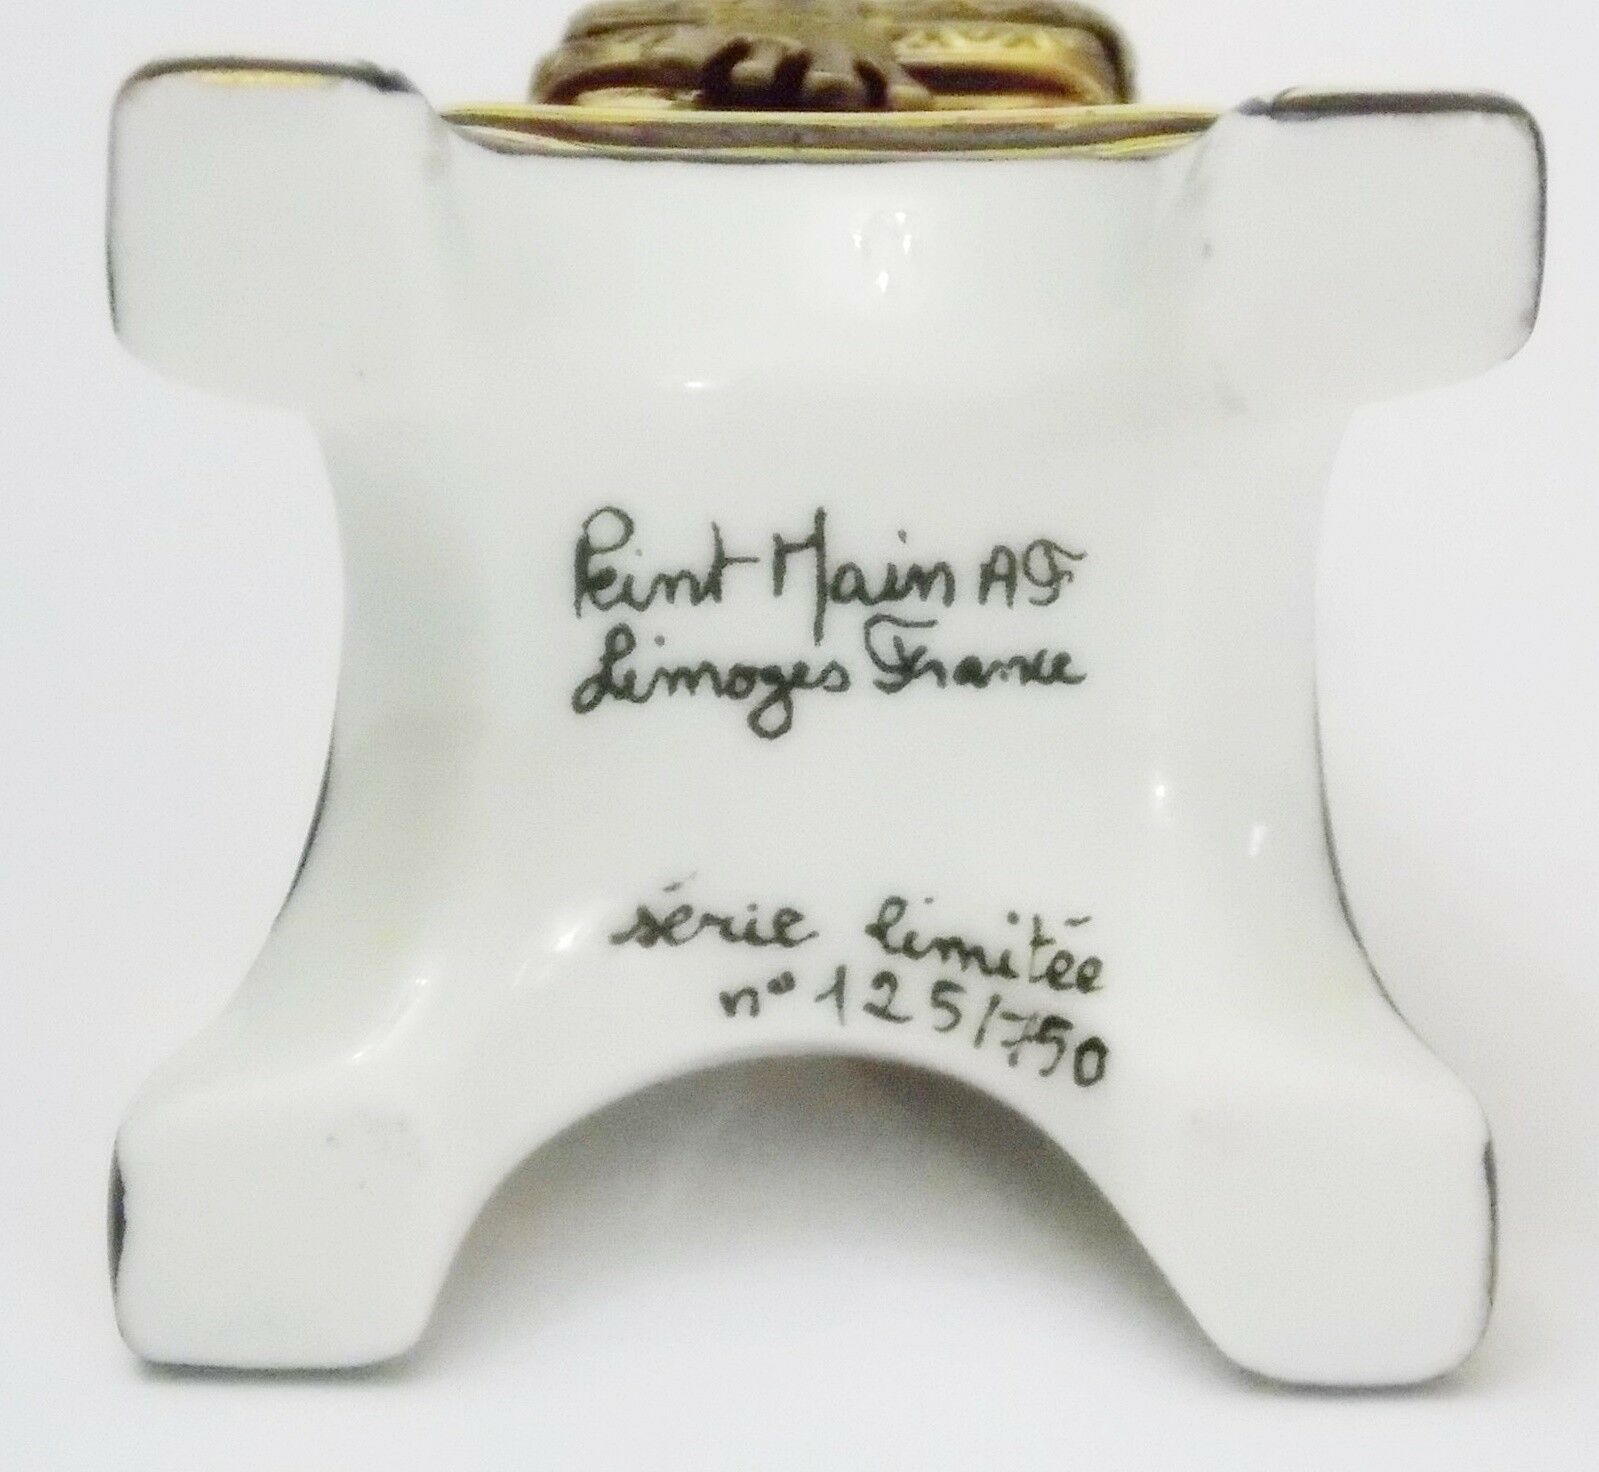 Peint Main AF
Limoges France
série limitée
n° 125/750